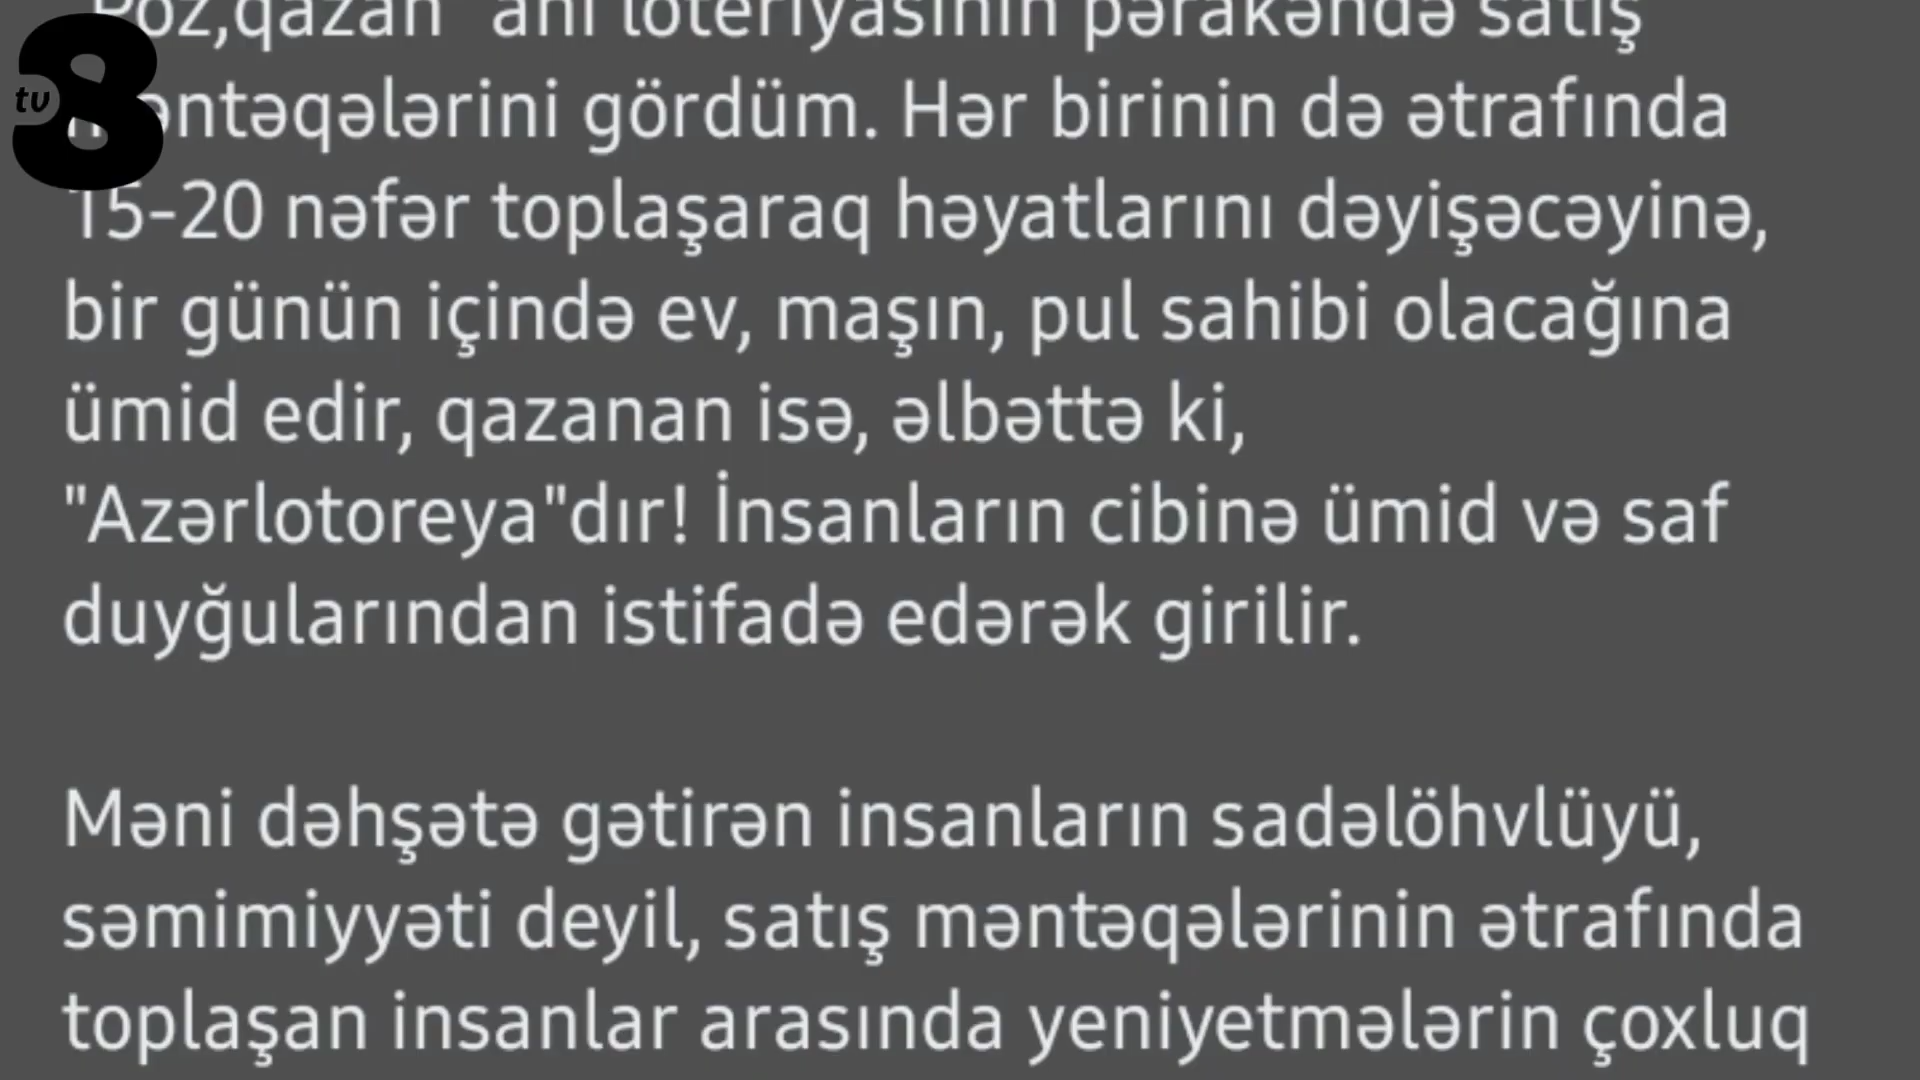 tv8
"Poz,qazan" ani loteriyasının pərakəndə satış
məntəqələrini gördüm. Hər birinin də ətrafında
15-20 nəfər toplaşaraq həyatlarını dəyişəcəyinə,
bir günün içində ev, maşın, pul sahibi olacağına
ümid edir, qazanan isə, əlbəttə ki,
"Azərlotoreya"dır! İnsanların cibinə ümid və saf
duyğularından istifadə edərək girilir.
Məni dəhşətə gətirən insanların sadəlöhvlüyü,
səmimiyyəti deyil, satış məntəqələrinin ətrafında
toplaşan insanlar arasında yeniyetmələrin çoxluq